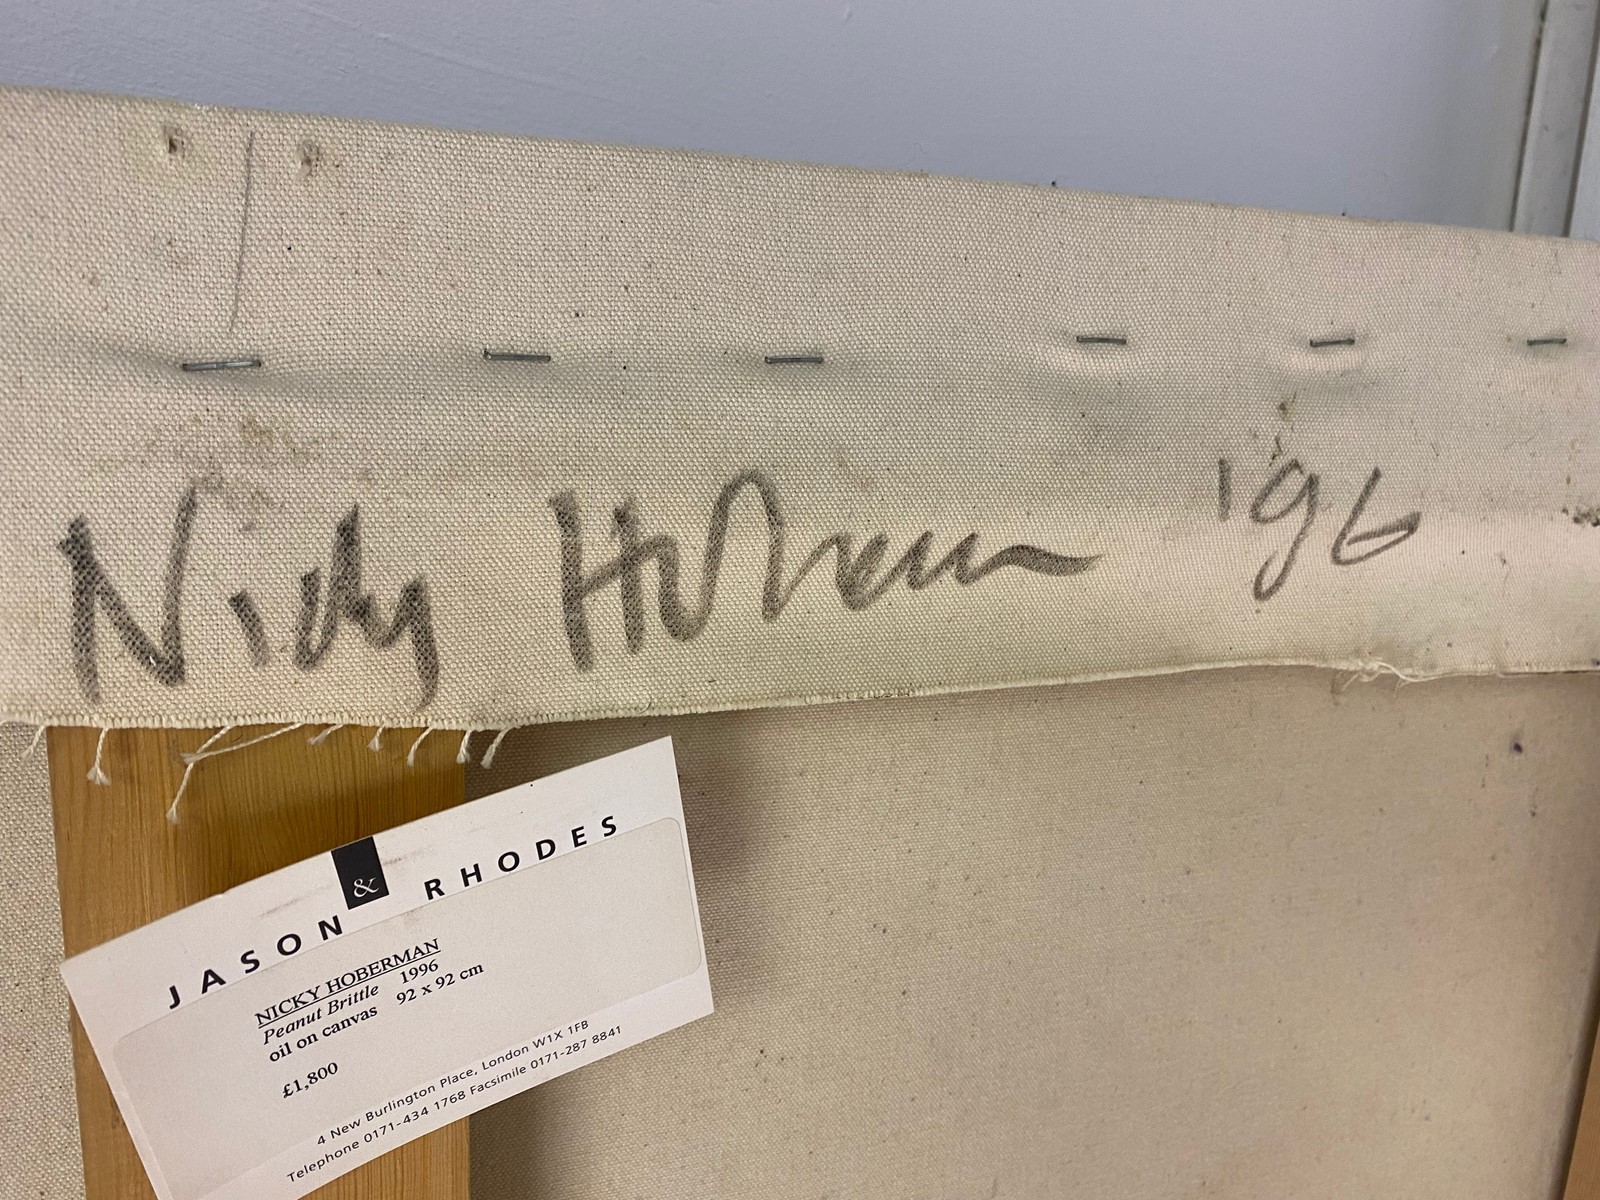 Nicky Hoberman '96
JASON & RHODES
NICKY HOBERMAN
Peanut Brittle 1996
oil on canvas 92 x 92 cm
£1,800
4 New Burlington Place, London W1X 1FB
Telephone 0171-434 1768 Facsimile 0171-287 8841